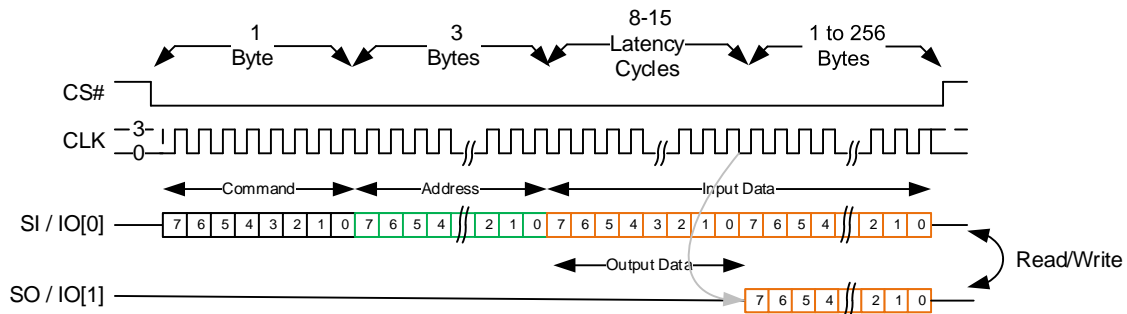 1
Byte
3
Bytes
8-15
Latency
Cycles
1 to 256
Bytes
CS#
CLK
3
0
Command
Address
Input Data
SI / IO[0]
7 6 5 4 3 2 1 0 7 6 5 4 2 1 0 7 6 5 4 3 2 1 0 7 6 5 4 2 1 0
Output Data
Read/Write
SO / IO[1]
7 6 5 4 2 1 0